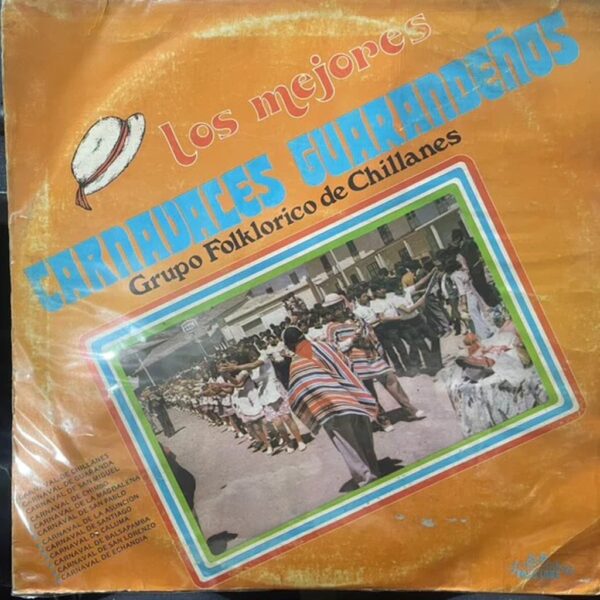 los mejores
CARNAVALES GUARANDEÑOS
Grupo Folklorico de Chillanes
CARNAVAL DE CHILLANES
CARNAVAL DE GUARANDA
CARNAVAL DE SAN MIGUEL
CARNAVAL DE CHIMBO
CARNAVAL DE LA MAGDALENA
CARNAVAL DE SAN PABLO
CARNAVAL DE LA ASUNCION
CARNAVAL DE SANTIAGO
CARNAVAL DE CALUMA
CARNAVAL DE BALSAPAMBA
CARNAVAL DE SAN LORENZO
CARNAVAL DE ECHANDIA